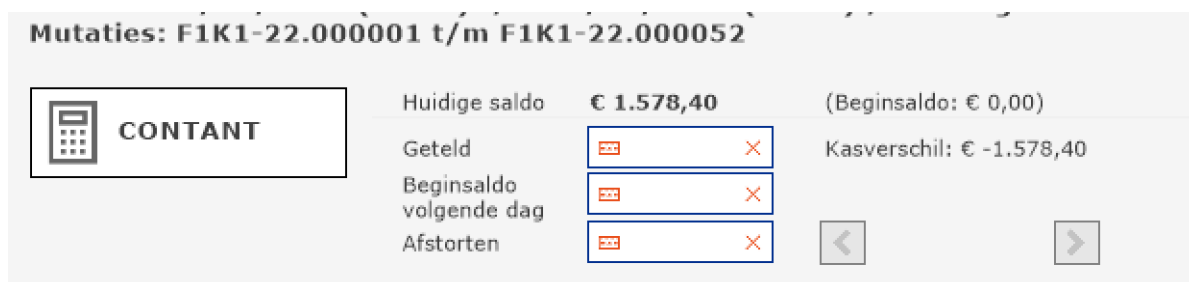 Mutaties: F1K1-22.000001 t/m F1K1-22.000052
CONTANT
Huidige saldo € 1.578,40 (Beginsaldo: € 0,00)
Geteld Kasverschil: € -1.578,40
Beginsaldo
volgende dag
Afstorten